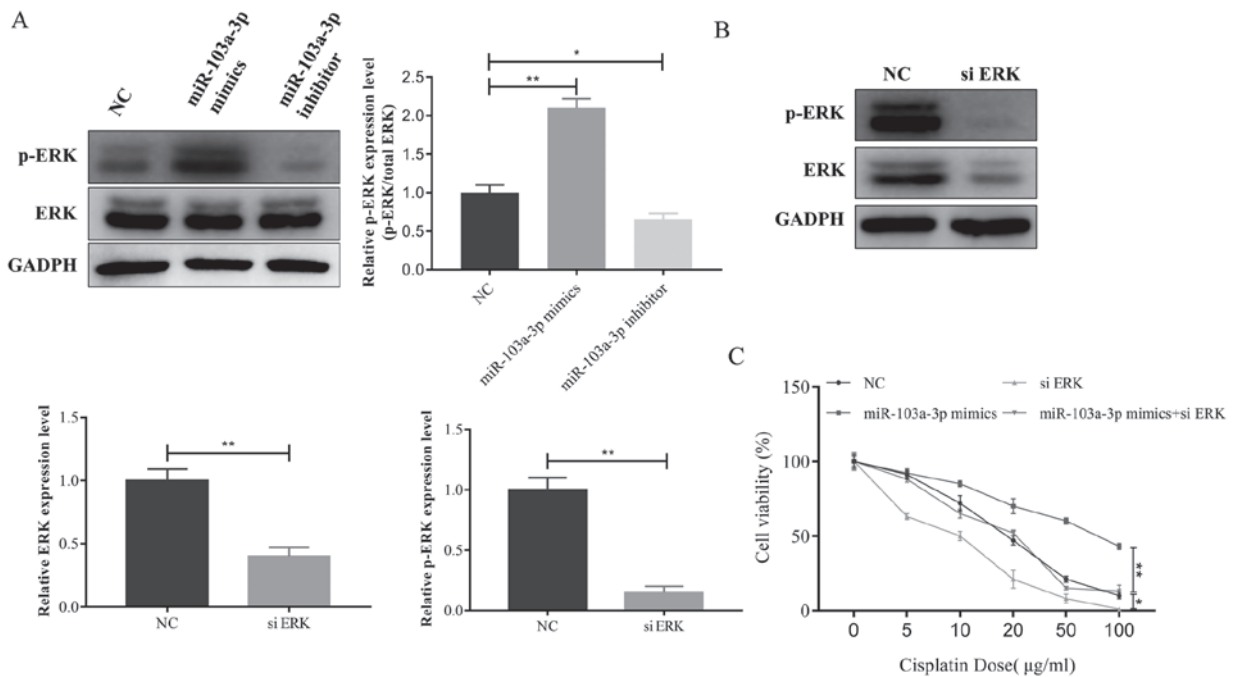 A
NC
miR-103a-3p
mimics
miR-103a-3p
inhibitor
p-ERK
ERK
GADPH
Relative p-ERK expression level
(p-ERK/total ERK)
2.5
2.0
1.5
1.0
0.5
0.0
*
**
NC
miR-103a-3p mimics
miR-103a-3p inhibitor
B
NC
si ERK
p-ERK
ERK
GADPH
Relative ERK expression level
1.5
1.0
0.5
0.0
**
NC
si ERK
Relative p-ERK expression level
1.5
1.0
0.5
0.0
**
NC
si ERK
C
NC
si ERK
miR-103a-3p mimics
miR-103a-3p mimics+si ERK
Cell viability (%)
150
100
50
0
**
*
0 5 10 20 50 100
Cisplatin Dose( μg/ml)